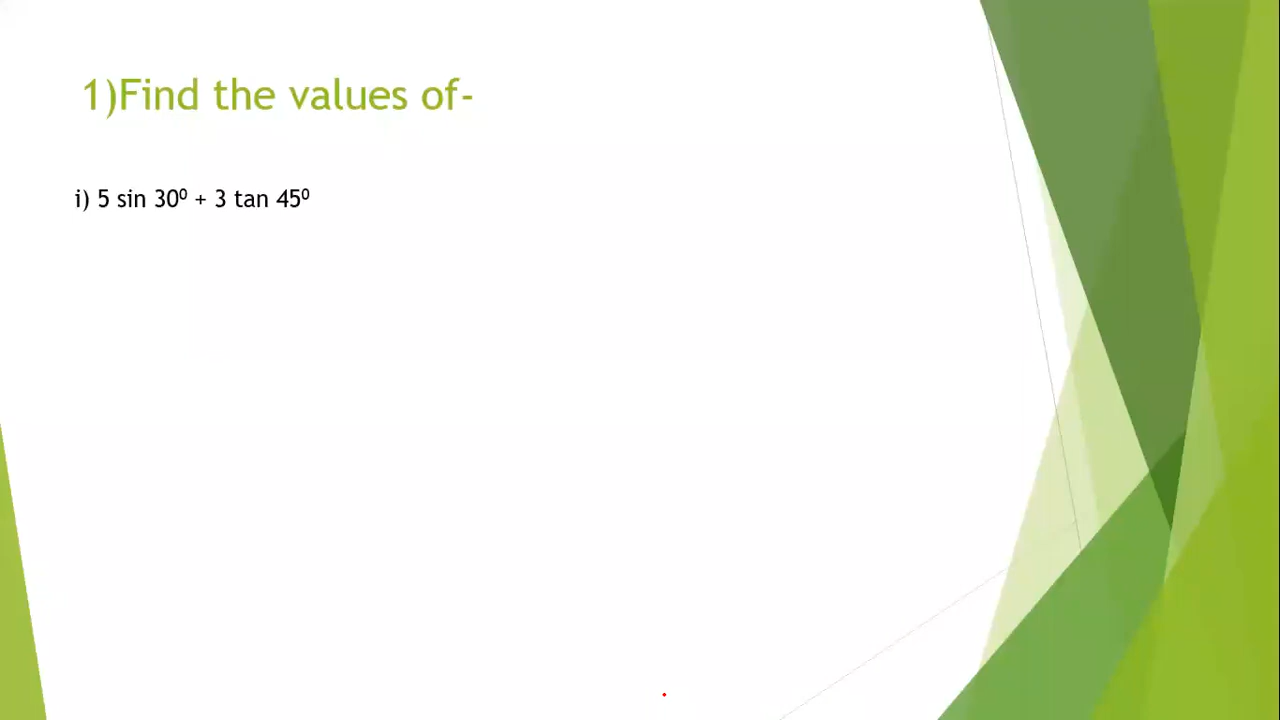 1)Find the values of-
i) 5 sin 30⁰ + 3 tan 45⁰